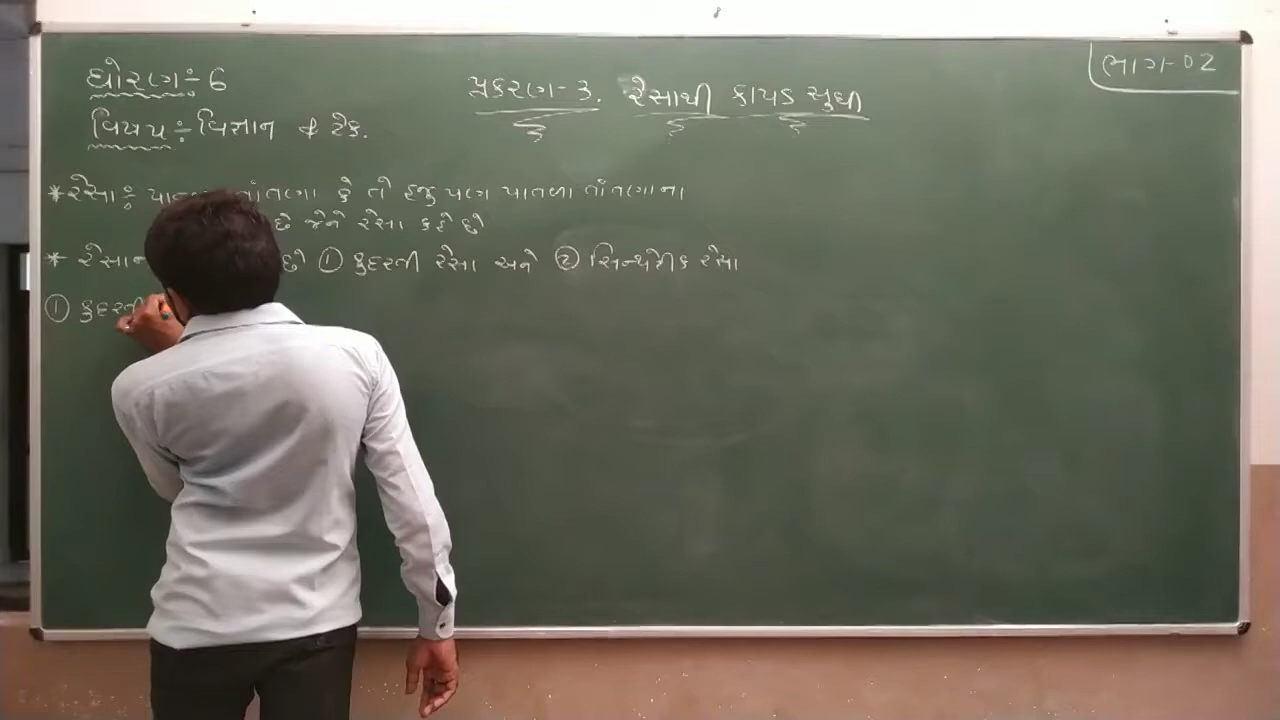 ધોરણ ઃ 6
પ્રકરણ-3. રેસાથી કાપડ સુધી
ભાગ-02
વિષય ઃ વિજ્ઞાન & ટેક.
* રેસા ઃ તાંતણા કે તો હજુ પણ પાતળા તાંતણાના
છે જેને રેસા કહે છે
* છે ① કુદરતી રેસા અને ② સિન્થેટીક રેસા
① કુદરતી